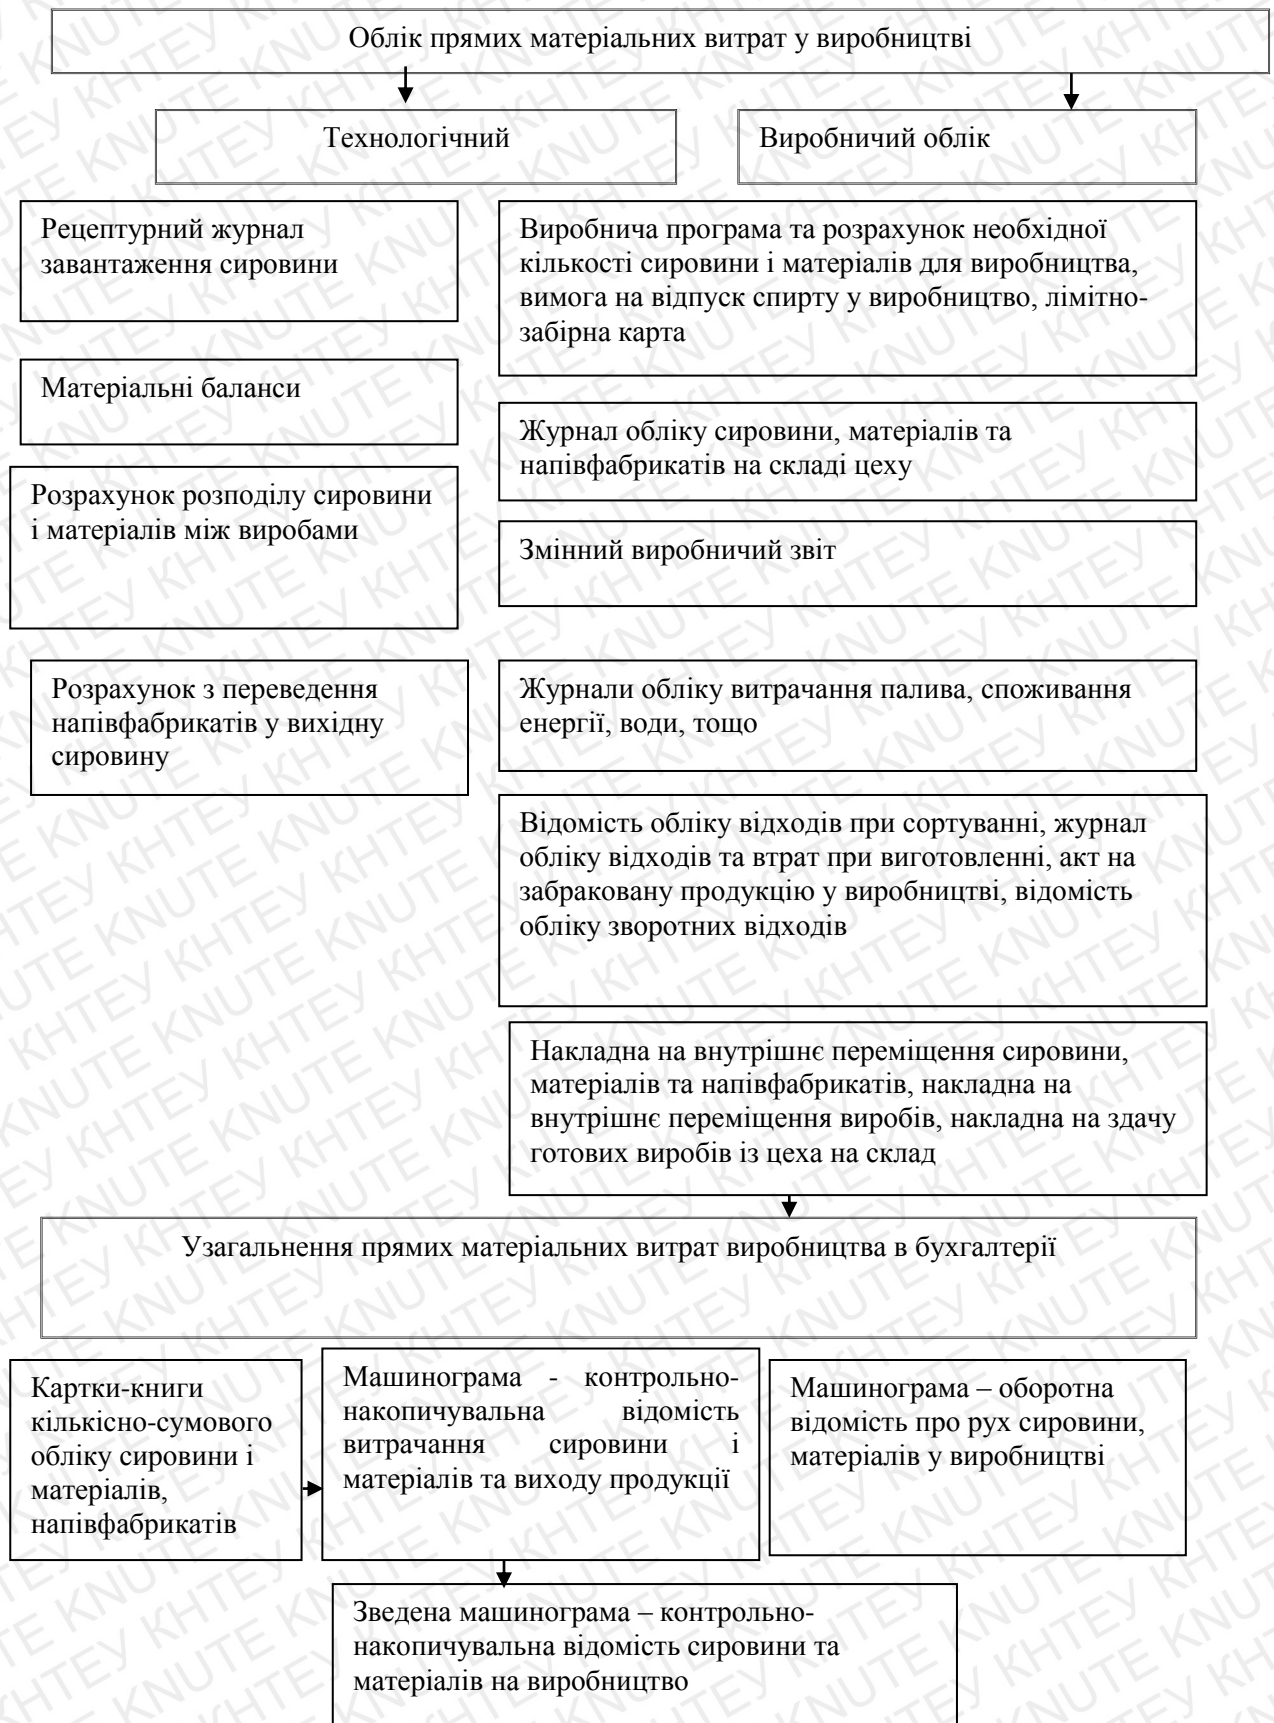 Облік прямих матеріальних витрат у виробництві
Технологічний
Виробничий облік
Рецептурний журнал
завантаження сировини
Матеріальні баланси
Розрахунок розподілу сировини
і матеріалів між виробами
Розрахунок з переведення
напівфабрикатів у вихідну
сировину
Виробнича програма та розрахунок необхідної
кількості сировини і матеріалів для виробництва,
вимога на відпуск спирту у виробництво, лімітно-
забірна карта
Журнал обліку сировини, матеріалів та
напівфабрикатів на складі цеху
Змінний виробничий звіт
Журнали обліку витрачання палива, споживання
енергії, води, тощо
Відомість обліку відходів при сортуванні, журнал
обліку відходів та втрат при виготовленні, акт на
забраковану продукцію у виробництві, відомість
обліку зворотних відходів
Накладна на внутрішнє переміщення сировини,
матеріалів та напівфабрикатів, накладна на
внутрішнє переміщення виробів, накладна на здачу
готових виробів із цеха на склад
Узагальнення прямих матеріальних витрат виробництва в бухгалтерії
Картки-книги
кількісно-сумового
обліку сировини і
матеріалів,
напівфабрикатів
Машинограма - контрольно-
накопичувальна відомість
витрачання сировини і
матеріалів та виходу продукції
Машинограма – оборотна
відомість про рух сировини,
матеріалів у виробництві
Зведена машинограма – контрольно-
накопичувальна відомість сировини та
матеріалів на виробництво